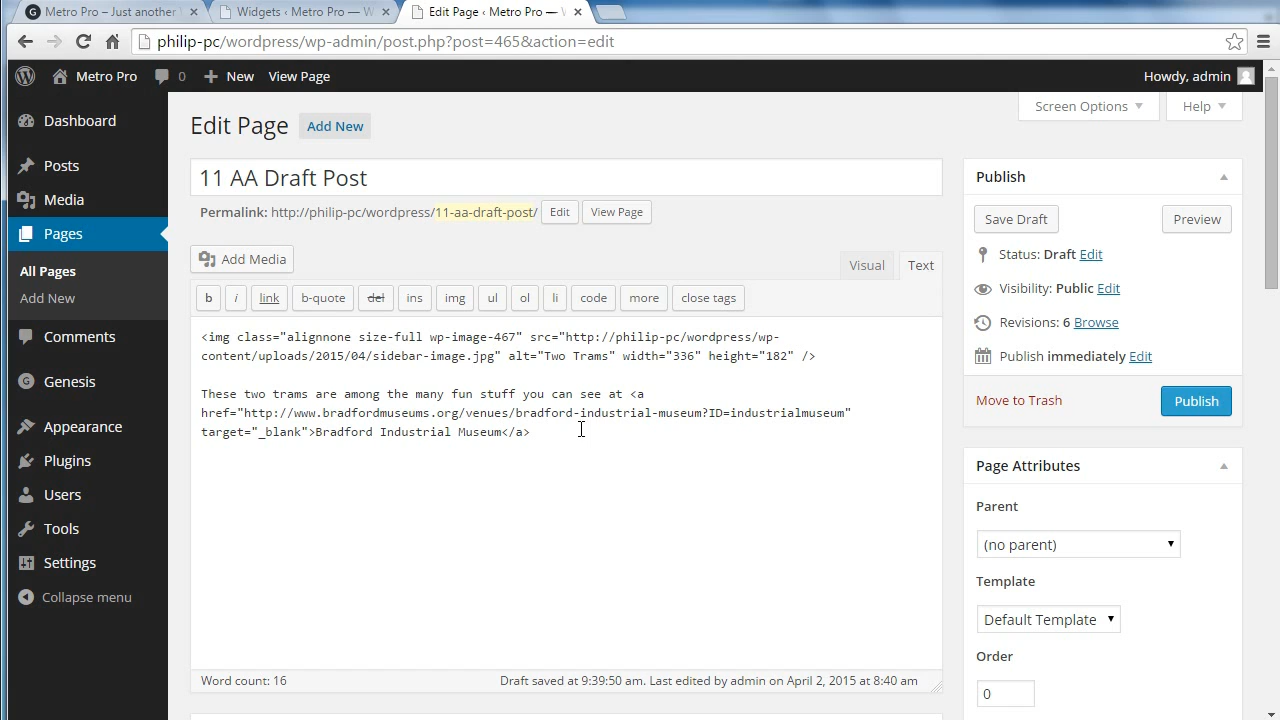 Metro Pro – Just another
Widgets ‹ Metro Pro — W
Edit Page ‹ Metro Pro —
philip-pc/wordpress/wp-admin/post.php?post=465&action=edit
Metro Pro 0 New View Page Howdy, admin
Screen Options Help
Dashboard
Posts
Media
Pages
All Pages
Add New
Comments
Genesis
Appearance
Plugins
Users
Tools
Settings
Collapse menu
Edit Page Add New
11 AA Draft Post
Permalink: http://philip-pc/wordpress/11-aa-draft-post/ Edit View Page
Add Media
Visual Text
b i link b-quote del ins img ul ol li code more close tags
<img class="alignnone size-full wp-image-467" src="http://philip-pc/wordpress/wp-
content/uploads/2015/04/sidebar-image.jpg" alt="Two Trams" width="336" height="182" />
These two trams are among the many fun stuff you can see at <a
href="http://www.bradfordmuseums.org/venues/bradford-industrial-museum?ID=industrialmuseum"
target="_blank">Bradford Industrial Museum</a>
Word count: 16 Draft saved at 9:39:50 am. Last edited by admin on April 2, 2015 at 8:40 am
Publish
Save Draft Preview
Status: Draft Edit
Visibility: Public Edit
Revisions: 6 Browse
Publish immediately Edit
Move to Trash Publish
Page Attributes
Parent
(no parent)
Template
Default Template
Order
0